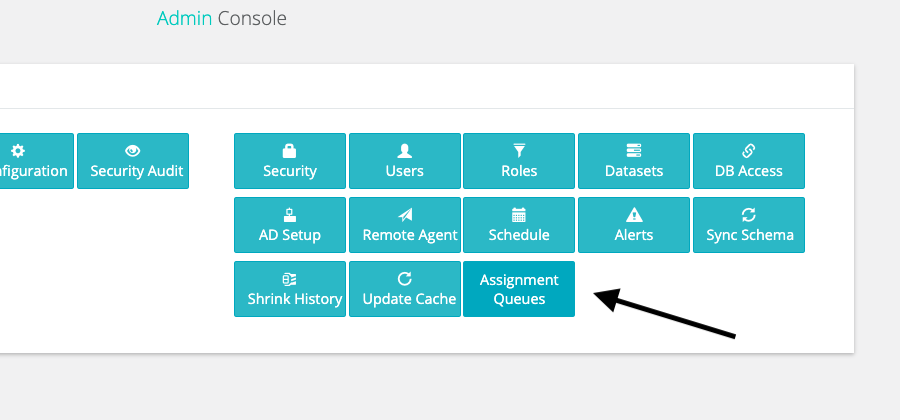 Admin Console
figuration
Security Audit
Security
Users
Roles
Datasets
DB Access
AD Setup
Remote Agent
Schedule
Alerts
Sync Schema
Shrink History
Update Cache
Assignment
Queues